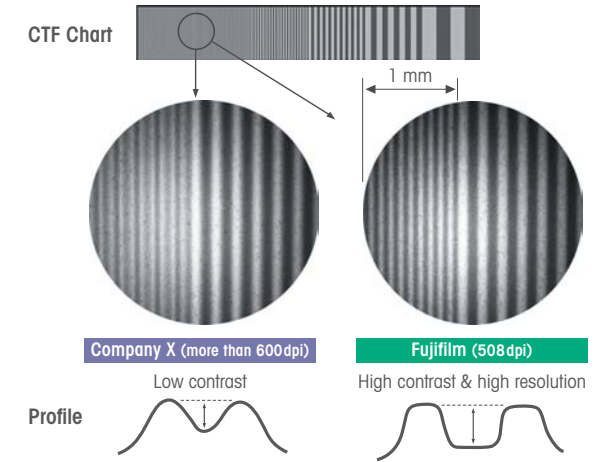 CTF Chart
1 mm
Company X (more than 600dpi)
Fujifilm (508dpi)
Low contrast
High contrast & high resolution
Profile